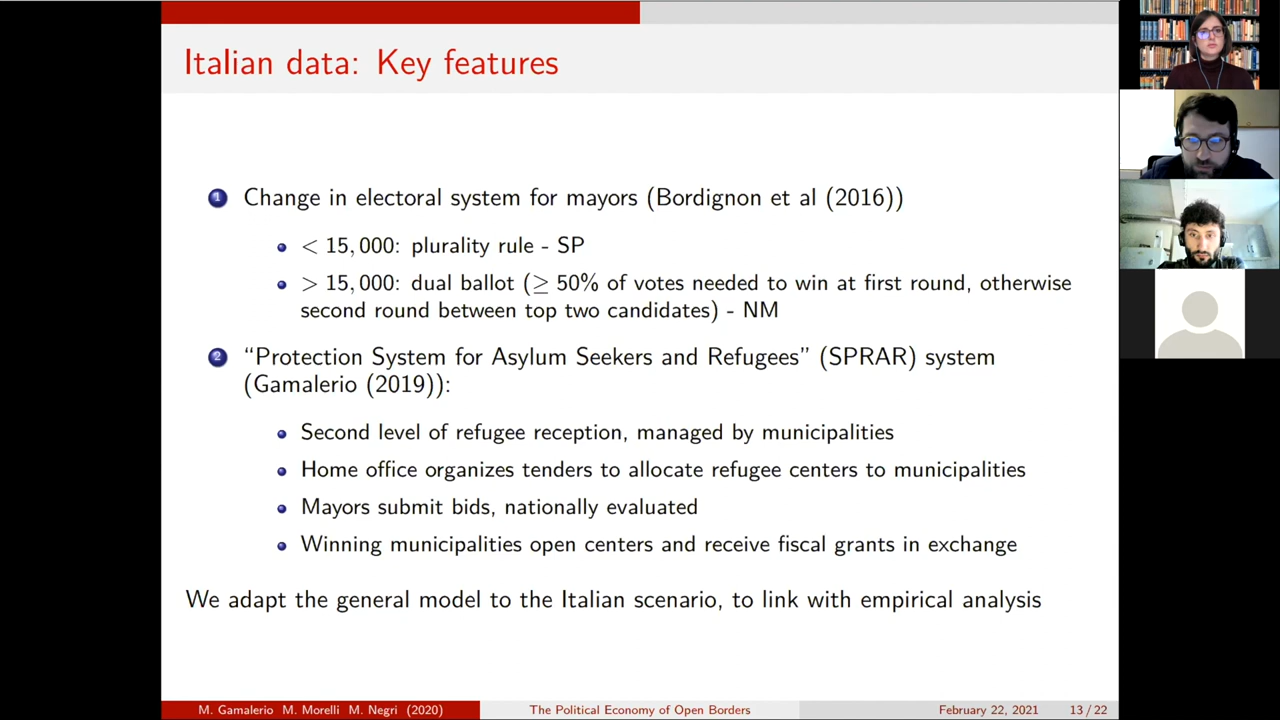 Italian data: Key features
1 Change in electoral system for mayors (Bordignon et al (2016))
< 15,000: plurality rule - SP
> 15,000: dual ballot (≥ 50% of votes needed to win at first round, otherwise
second round between top two candidates) - NM
2 “Protection System for Asylum Seekers and Refugees” (SPRAR) system
(Gamalerio (2019)):
Second level of refugee reception, managed by municipalities
Home office organizes tenders to allocate refugee centers to municipalities
Mayors submit bids, nationally evaluated
Winning municipalities open centers and receive fiscal grants in exchange
We adapt the general model to the Italian scenario, to link with empirical analysis
M. Gamalerio M. Morelli M. Negri (2020) The Political Economy of Open Borders February 22, 2021 13 / 22